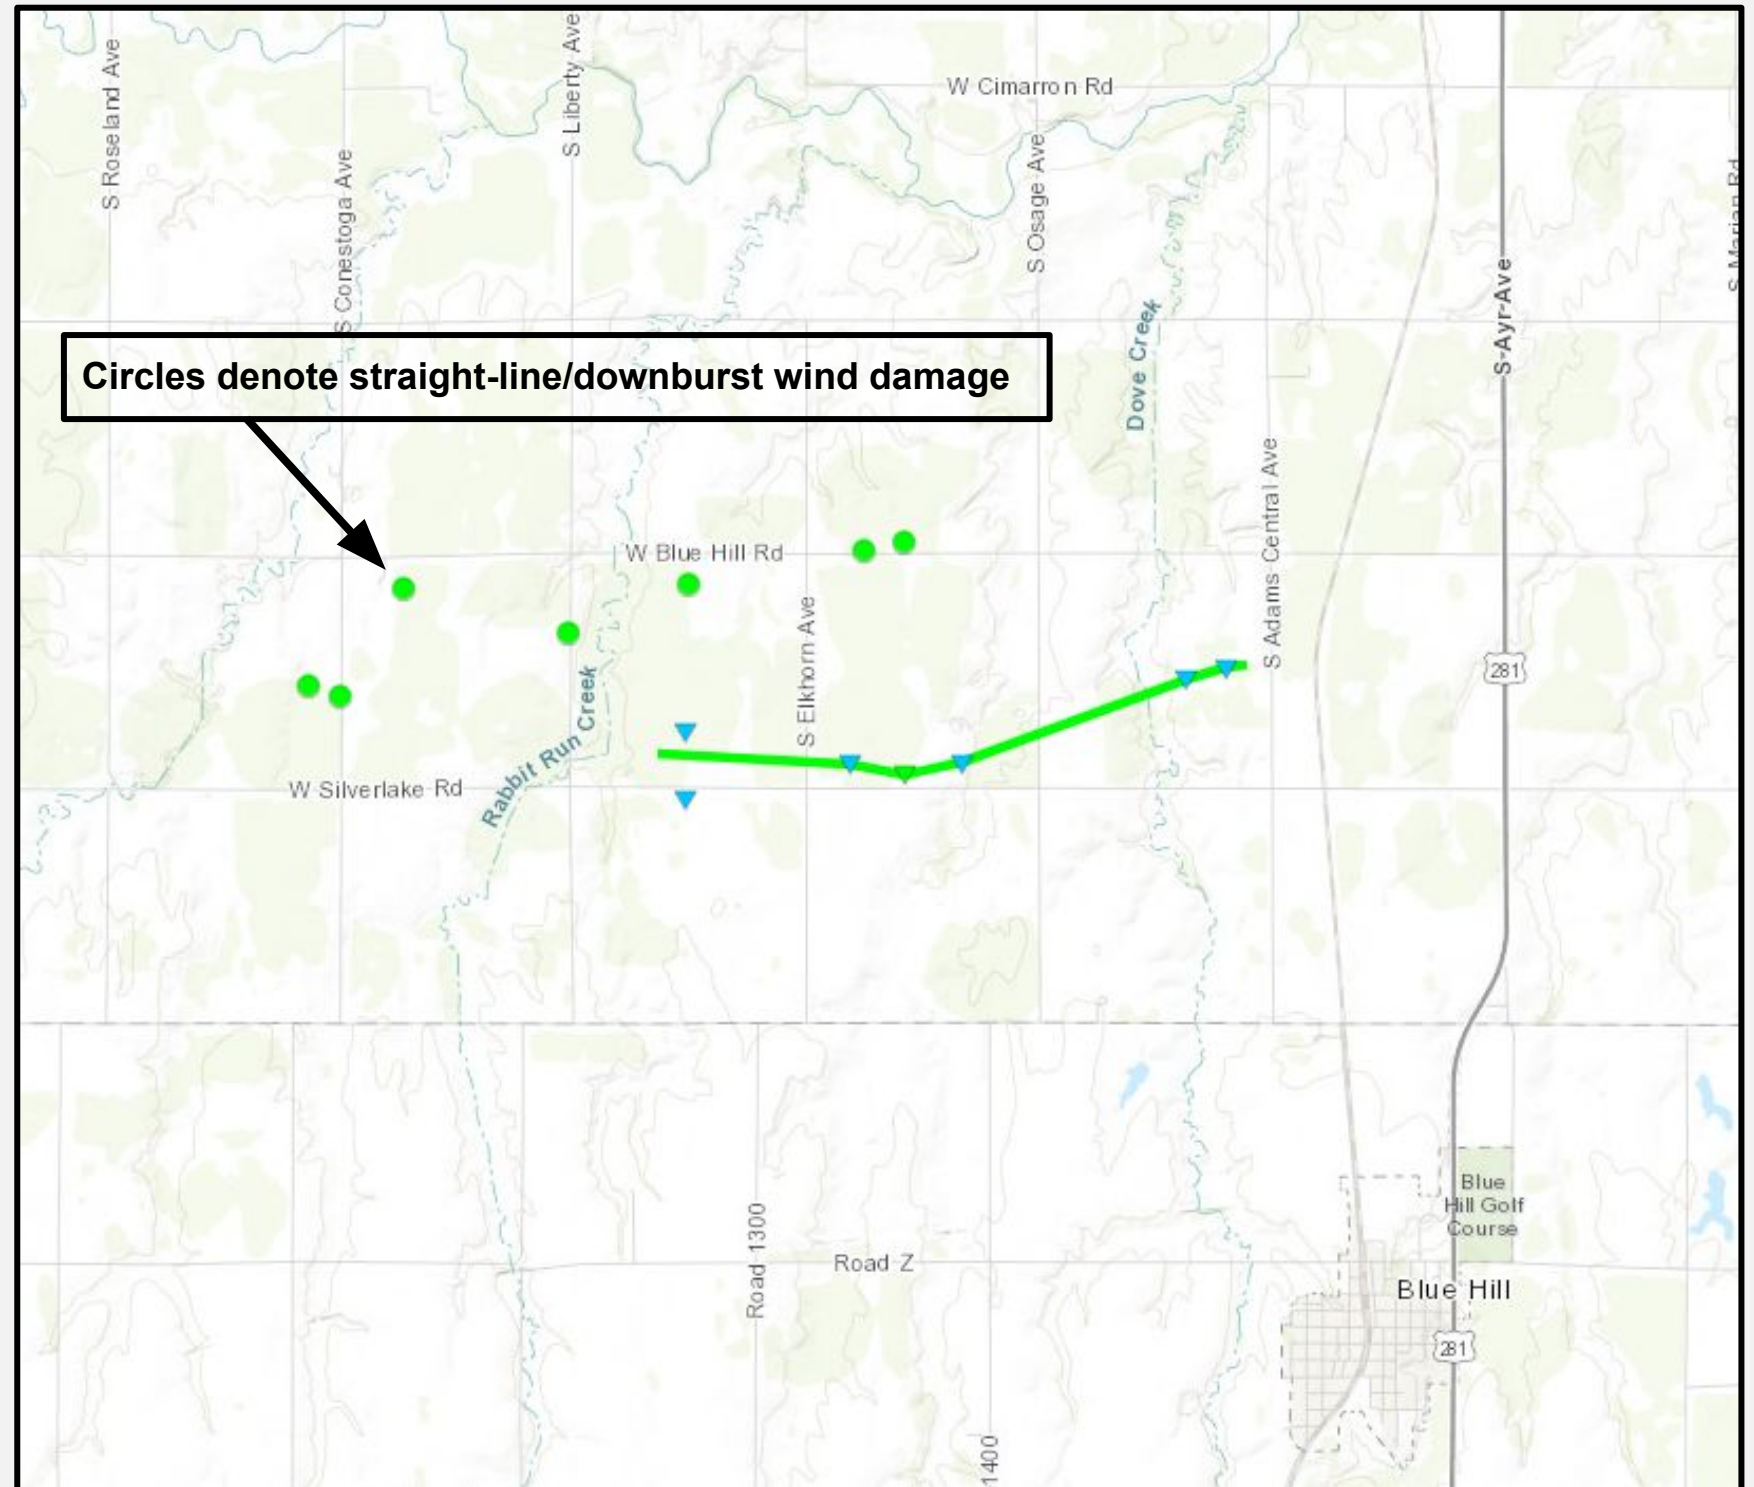 S Roseland Ave
S Conestoga Ave
S Liberty Ave
W Cimarron Rd
S Osage Ave
Dove Creek
S-Ayr-Ave
S Marian Rd
Circles denote straight-line/downburst wind damage
W Blue Hill Rd
S Elkhorn Ave
S Adams Central Ave
281
Rabbit Run Creek
W Silverlake Rd
Road 1300
Road Z
1400
Blue
Hill Golf
Course
Blue Hill
281